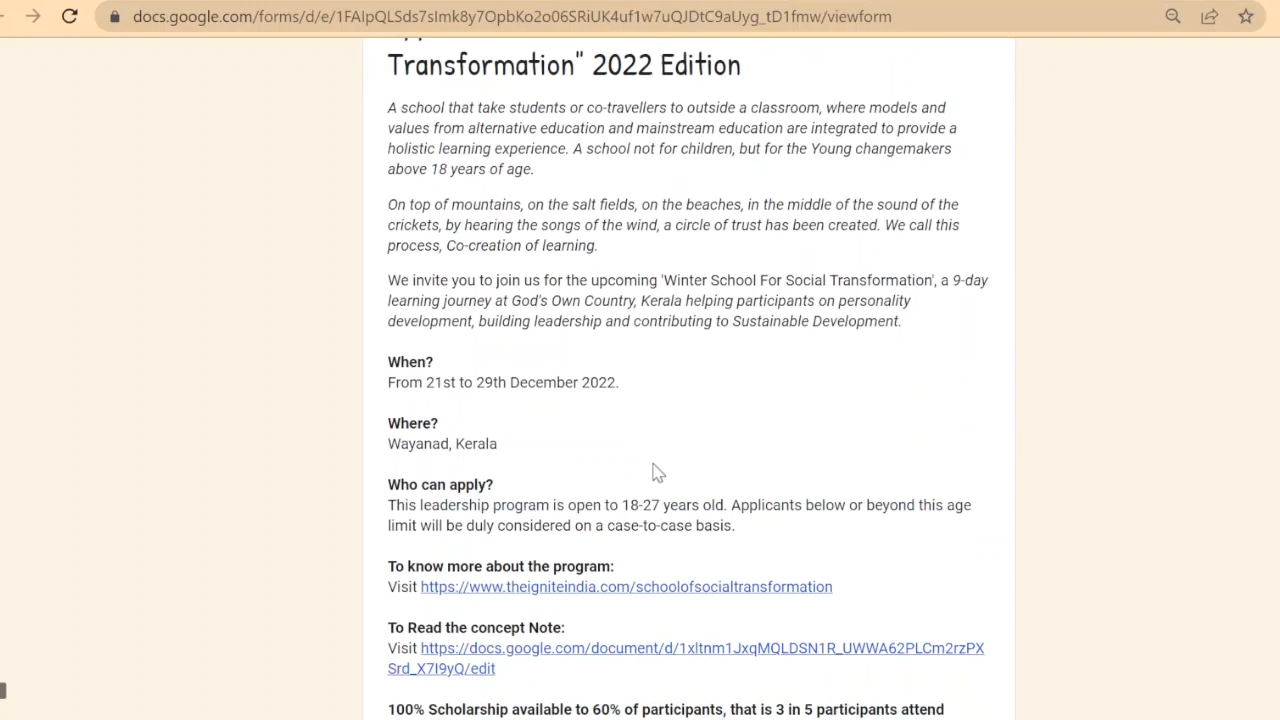 docs.google.com/forms/d/e/1FAIpQLSds7sImk8y7OpbKo2o06SRiUK4uf1w7uQJDtC9aUyg_tD1fmw/viewform
Transformation" 2022 Edition
A school that take students or co-travellers to outside a classroom, where models and
values from alternative education and mainstream education are integrated to provide a
holistic learning experience. A school not for children, but for the Young changemakers
above 18 years of age.
On top of mountains, on the salt fields, on the beaches, in the middle of the sound of the
crickets, by hearing the songs of the wind, a circle of trust has been created. We call this
process, Co-creation of learning.
We invite you to join us for the upcoming 'Winter School For Social Transformation', a 9-day
learning journey at God's Own Country, Kerala helping participants on personality
development, building leadership and contributing to Sustainable Development.
When?
From 21st to 29th December 2022.
Where?
Wayanad, Kerala
Who can apply?
This leadership program is open to 18-27 years old. Applicants below or beyond this age
limit will be duly considered on a case-to-case basis.
To know more about the program:
Visit https://www.theigniteindia.com/schoolofsocialtransformation
To Read the concept Note:
Visit https://docs.google.com/document/d/1xltnm1JxqMQLDSN1R_UWWA62PLCm2rzPX
Srd_X7I9yQ/edit
100% Scholarship available to 60% of participants, that is 3 in 5 participants attend